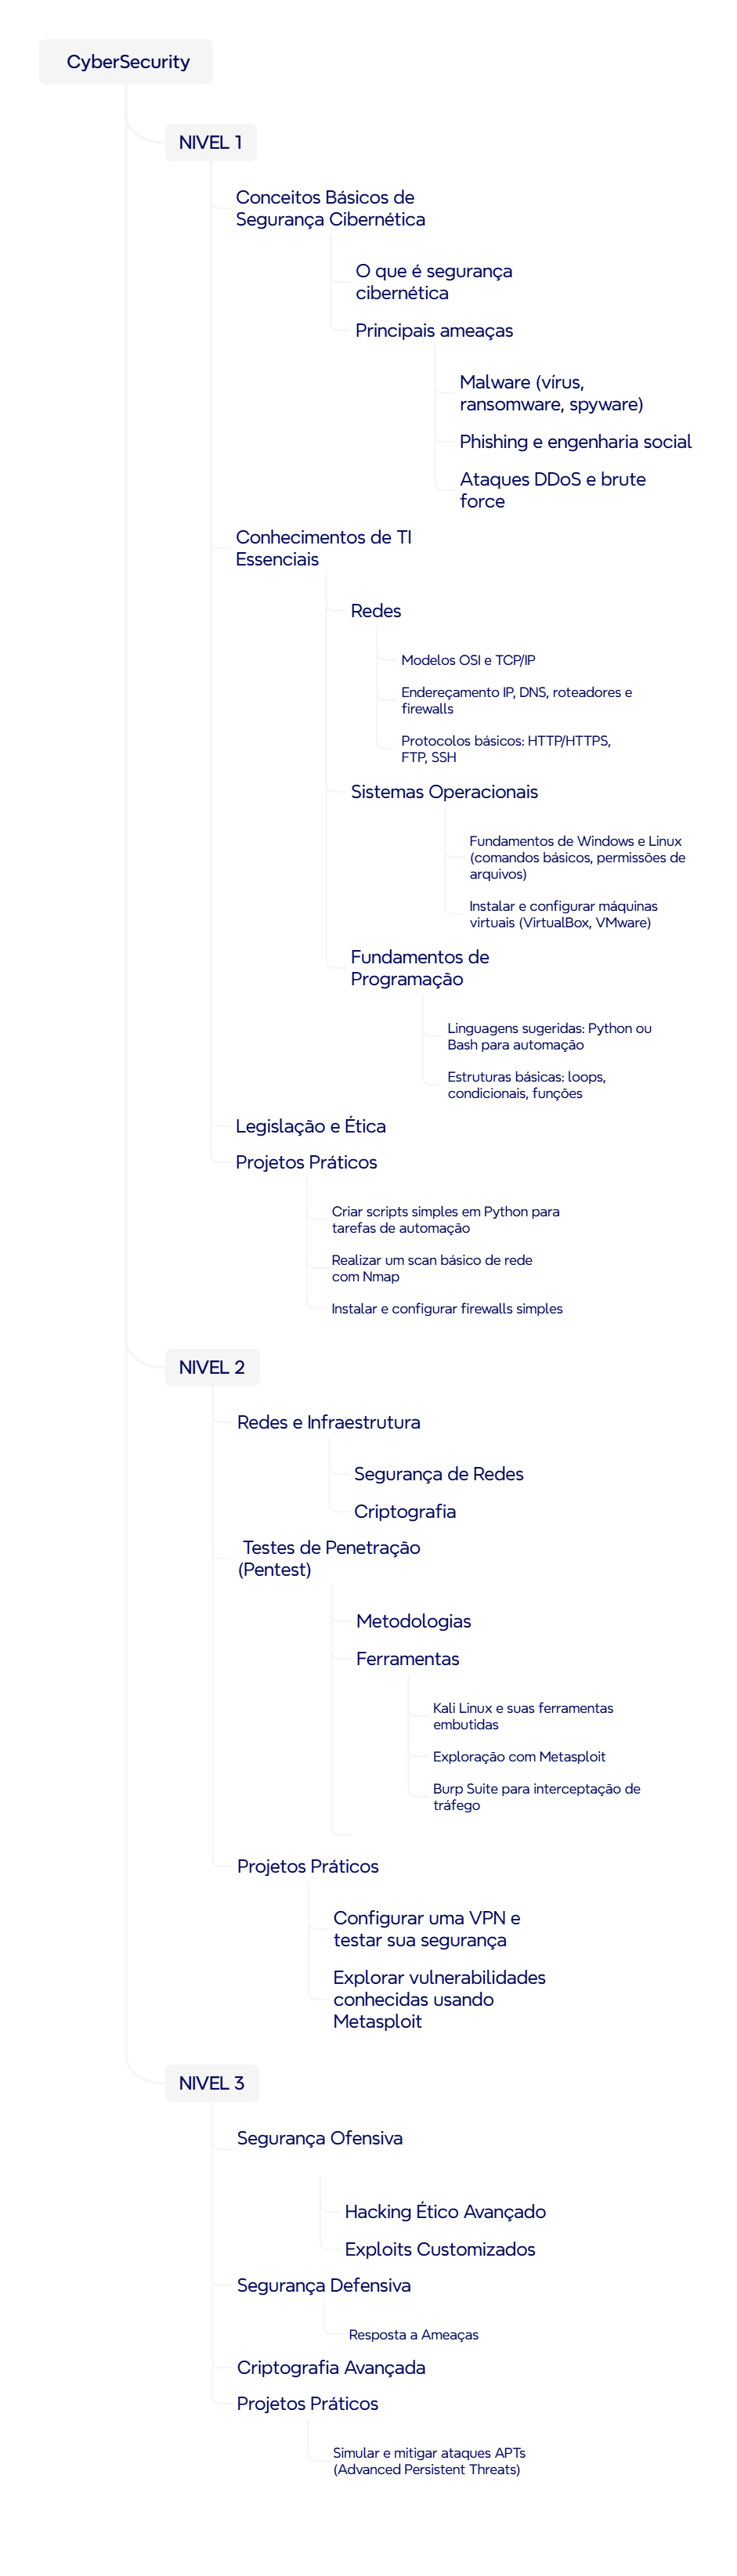 CyberSecurity
NIVEL 1
Conceitos Básicos de
Segurança Cibernética
O que é segurança
cibernética
Principais ameaças
Malware (vírus,
ransomware, spyware)
Phishing e engenharia social
Ataques DDoS e brute
force
Conhecimentos de TI
Essenciais
Redes
Modelos OSI e TCP/IP
Endereçamento IP, DNS, roteadores e
firewalls
Protocolos básicos: HTTP/HTTPS,
FTP, SSH
Sistemas Operacionais
Fundamentos de Windows e Linux
(comandos básicos, permissões de
arquivos)
Instalar e configurar máquinas
virtuais (VirtualBox, VMware)
Fundamentos de
Programação
Linguagens sugeridas: Python ou
Bash para automação
Estruturas básicas: loops,
condicionais, funções
Legislação e Ética
Projetos Práticos
Criar scripts simples em Python para
tarefas de automação
Realizar um scan básico de rede
com Nmap
Instalar e configurar firewalls simples
NIVEL 2
Redes e Infraestrutura
Segurança de Redes
Criptografia
Testes de Penetração
(Pentest)
Metodologias
Ferramentas
Kali Linux e suas ferramentas
embutidas
Exploração com Metasploit
Burp Suite para interceptação de
tráfego
Projetos Práticos
Configurar uma VPN e
testar sua segurança
Explorar vulnerabilidades
conhecidas usando
Metasploit
NIVEL 3
Segurança Ofensiva
Hacking Ético Avançado
Exploits Customizados
Segurança Defensiva
Resposta a Ameaças
Criptografia Avançada
Projetos Práticos
Simular e mitigar ataques APTs
(Advanced Persistent Threats)